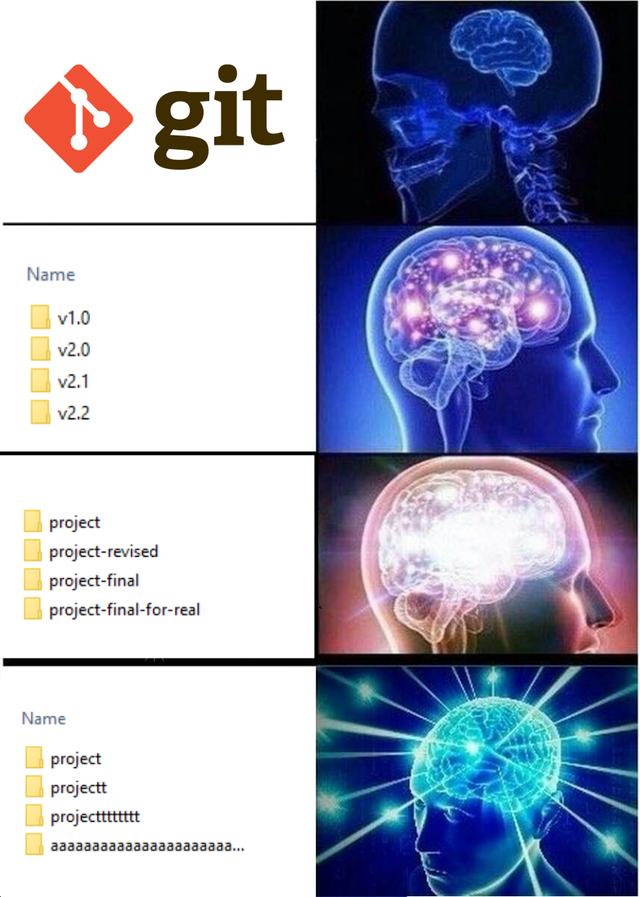 git
Name
v1.0
v2.0
v2.1
v2.2
project
project-revised
project-final
project-final-for-real
Name
project
projectt
projectttttttt
aaaaaaaaaaaaaaaaaaaaaa...